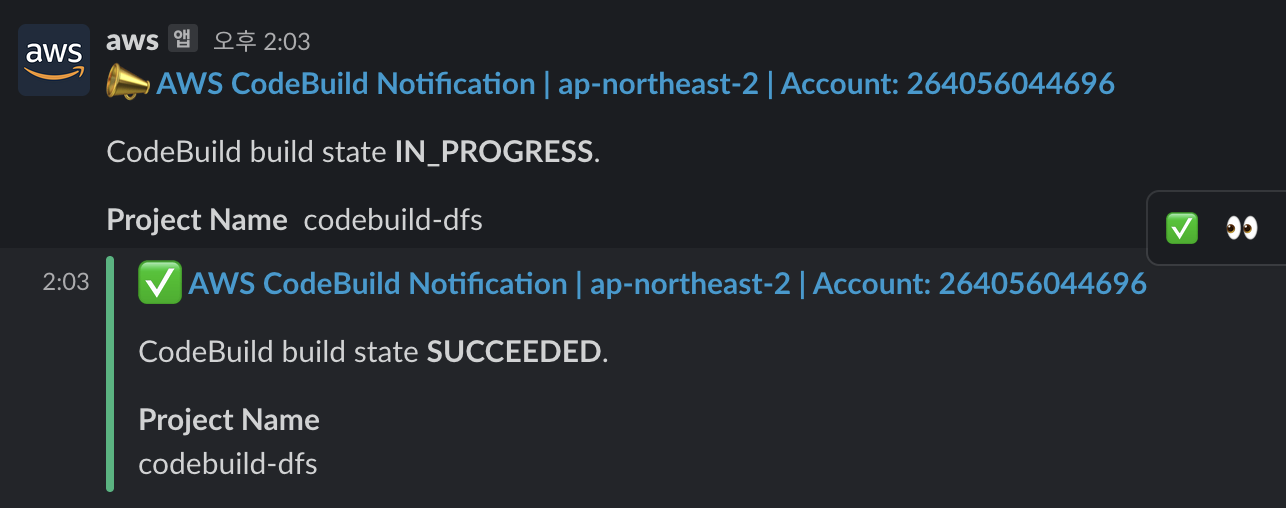 aws
aws 앱 오후 2:03
AWS CodeBuild Notification | ap-northeast-2 | Account: 264056044696
CodeBuild build state IN_PROGRESS.
Project Name codebuild-dfs
2:03
AWS CodeBuild Notification | ap-northeast-2 | Account: 264056044696
CodeBuild build state SUCCEEDED.
Project Name
codebuild-dfs